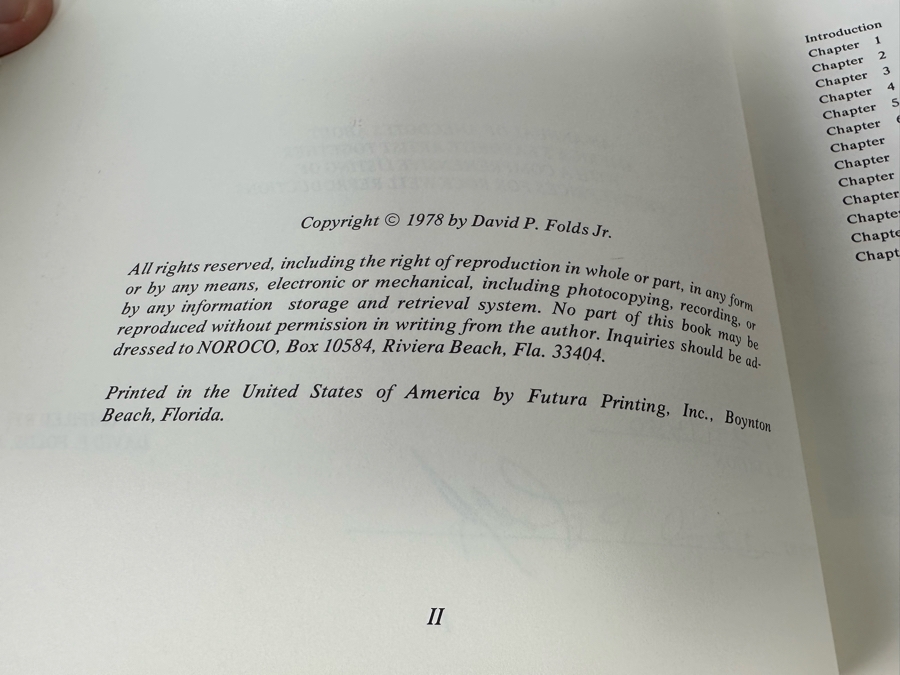 Copyright © 1978 by David P. Folds Jr.
All rights reserved, including the right of reproduction in whole or part, in any form
or by any means, electronic or mechanical, including photocopying, recording, or
by any information storage and retrieval system. No part of this book may be
reproduced without permission in writing from the author. Inquiries should be ad-
dressed to NOROCO, Box 10584, Riviera Beach, Fla. 33404.
Printed in the United States of America by Futura Printing, Inc., Boynton
Beach, Florida.
II
Introduction
Chapter 1
Chapter 2
Chapter 3
Chapter 4
Chapter 5
Chapter
Chapter
Chapter
Chapter
Chapter